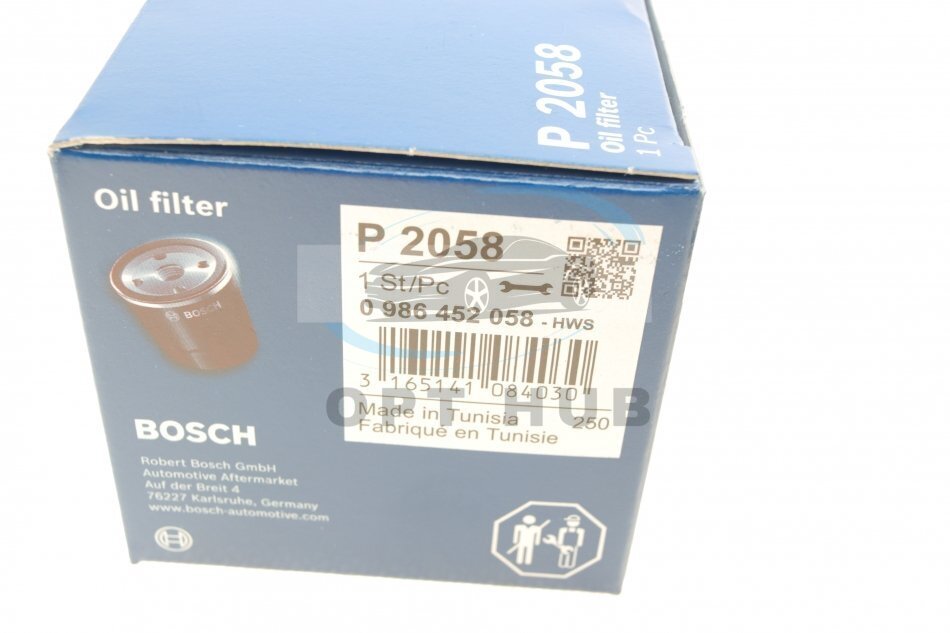 P 2058
Oil filter
1 Pc
Oil filter
BOSCH
P 2058
1 St/Pc
0 986 452 058 - HWS
3 165141 084030
Made in Tunisia 250
Fabriqué en Tunisie
OPT HUB
BOSCH
Robert Bosch GmbH
Automotive Aftermarket
Auf der Breit 4
76227 Karlsruhe, Germany
www.bosch-automotive.com